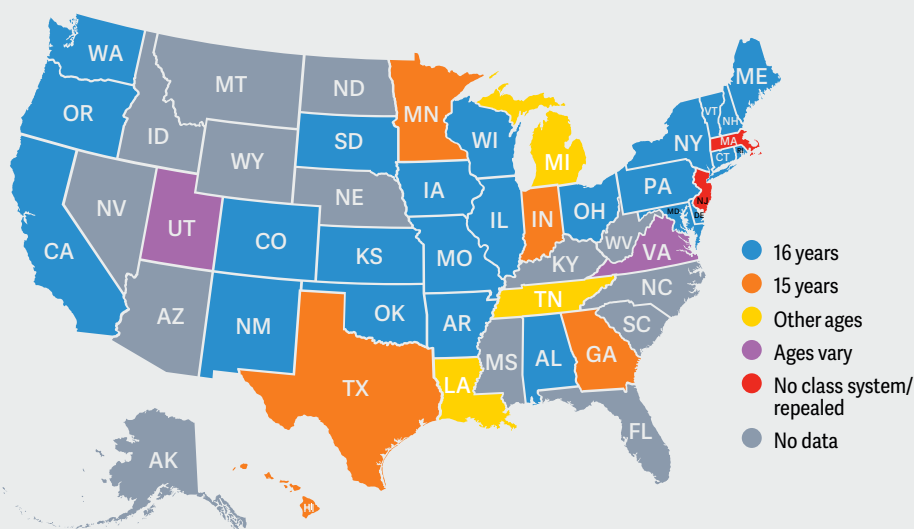 WA
OR
CA
NV
ID
MT
WY
UT
AZ
CO
NM
ND
SD
NE
KS
OK
TX
MN
IA
MO
AR
LA
WI
IL
MI
IN
OH
KY
TN
MS
AL
GA
FL
SC
NC
VA
WV
PA
NY
ME
VT
NH
MA
CT
RI
NJ
MD
DE
AK
HI
16 years
15 years
Other ages
Ages vary
No class system/
repealed
No data